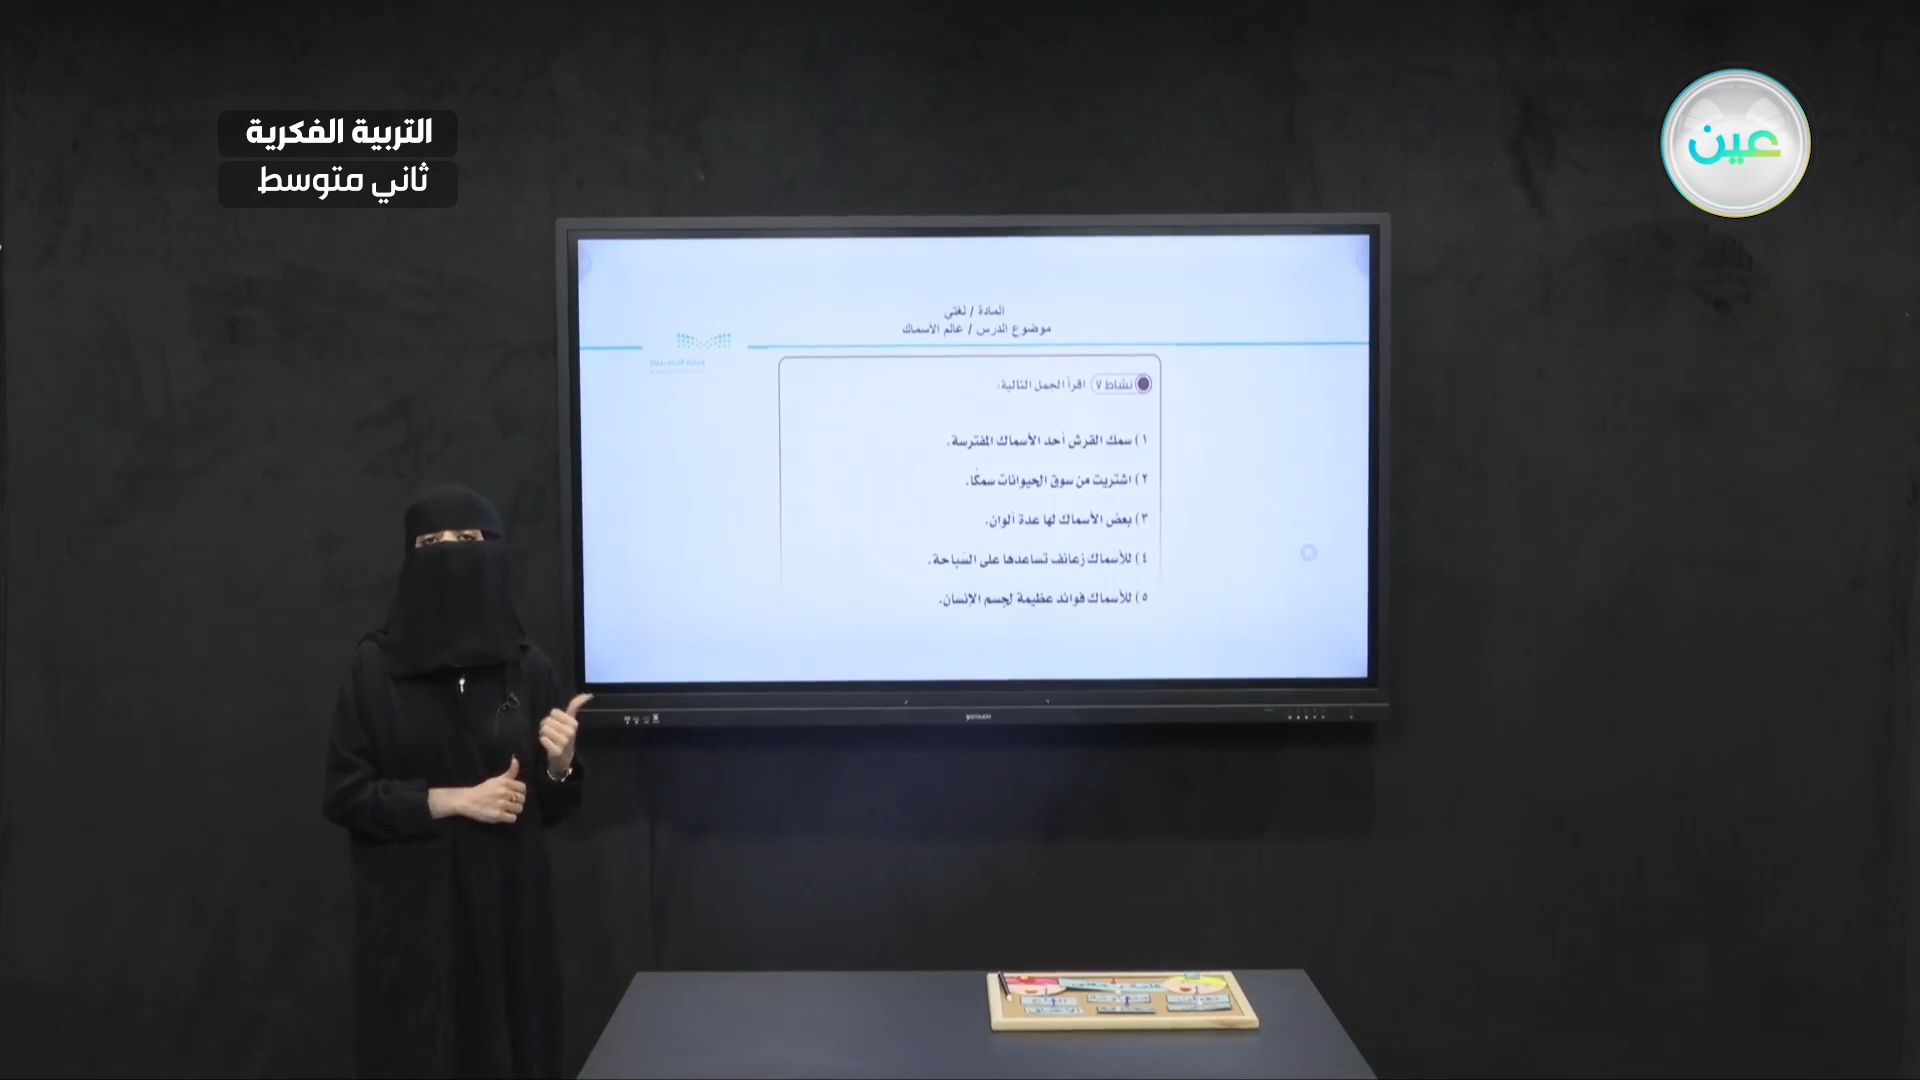 التربية الفكرية
ثاني متوسط
عين
المادة / لغتي
موضوع الدرس / عالم الأسماك
نشاط ٧ اقرأ الجمل التالية:
١) سمك القرش أحد الأسماك المفترسة.
٢) اشتريت من سوق الحيوانات سمكًا.
٣) بعض الأسماك لها عدة ألوان.
٤) للأسماك زعانف تساعدها على السباحة.
٥) للأسماك فوائد عظيمة لجسم الإنسان.